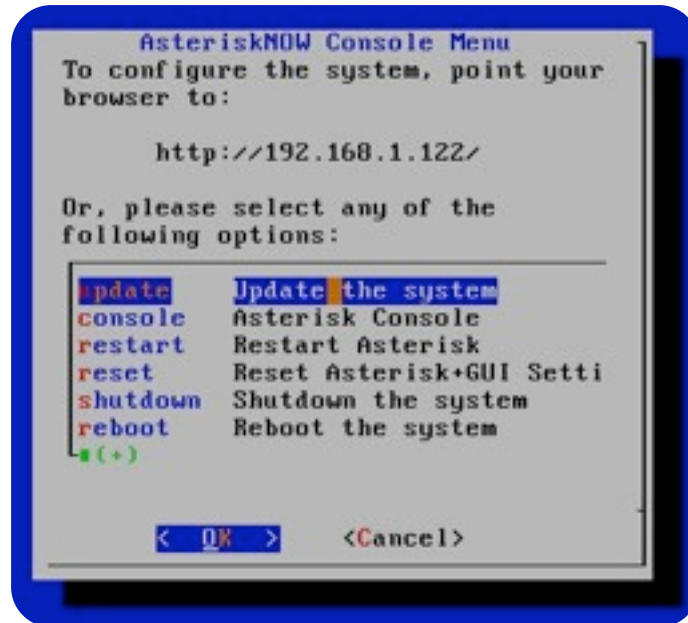 AsteriskNOW Console Menu
To configure the system, point your
browser to:
http://192.168.1.122/
Or, please select any of the
following options:
update Update the system
console Asterisk Console
restart Restart Asterisk
reset Reset Asterisk+GUI Setti
shutdown Shutdown the system
reboot Reboot the system
(+)
< OK > <Cancel>